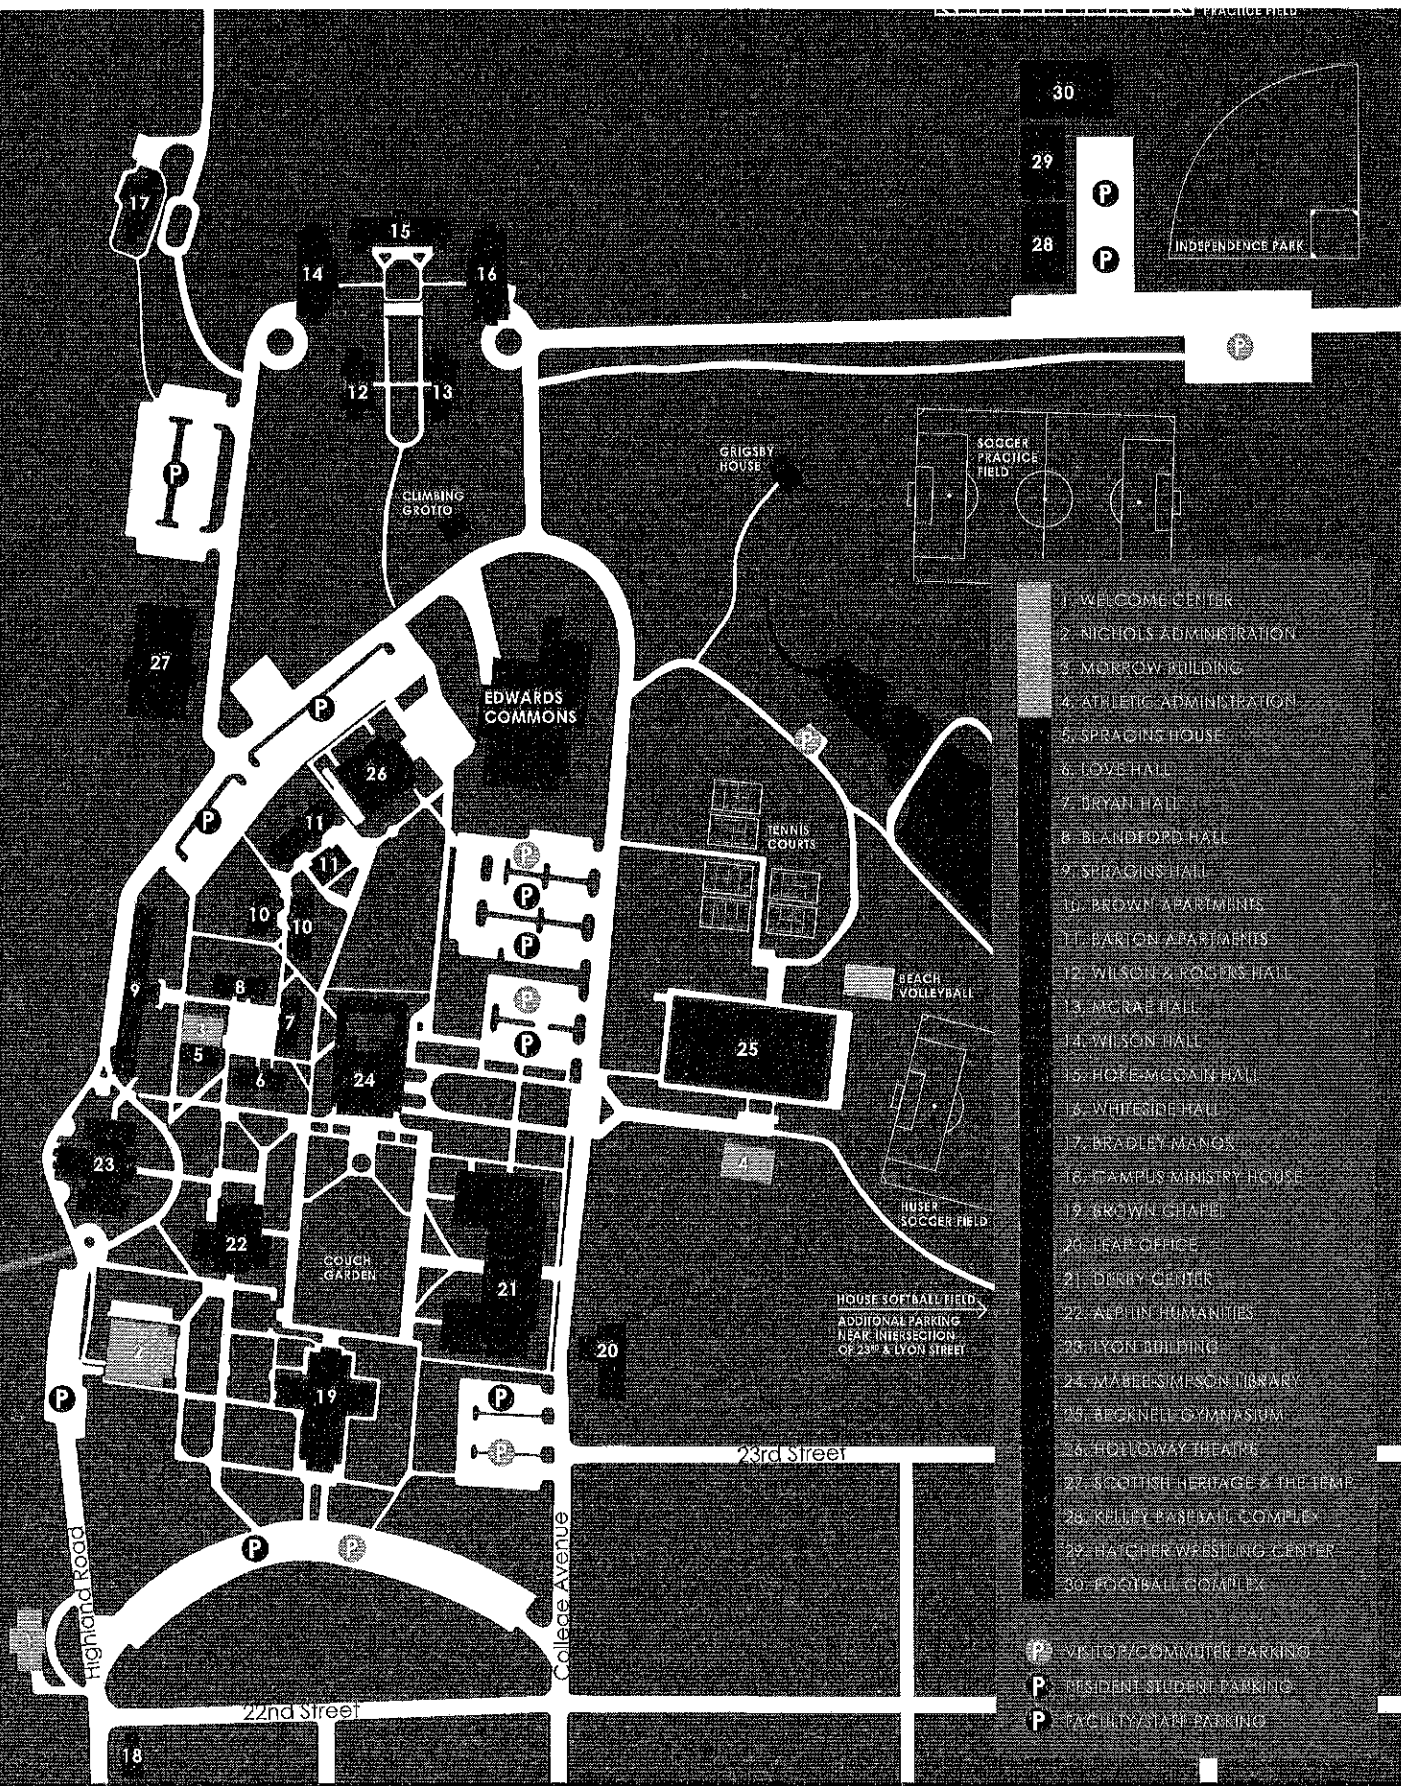 PRACTICE FIELD
30
29
P
28
P
INDEPENDENCE PARK
17
15
14
16
P
12
13
SOCCER
PRACTICE
FIELD
GRIGSBY
HOUSE
P
CLIMBING
GROTTO
27
EDWARDS
COMMONS
P
P
26
11
P
TENNIS
COURTS
P
11
P
10
10
P
BEACH
VOLLEYBALL
8
9
P
7
3
P
25
5
6
24
4
23
HUSER
SOCCER FIELD
22
COUCH
GARDEN
21
HOUSE SOFTBALL FIELD
ADDITONAL PARKING
NEAR INTERSECTION
OF 23RD & LYON STREET
2
20
19
P
P
P
23rd Street
P
P
Highland Road
College Avenue
22nd Street
18
1. WELCOME CENTER
2. NICHOLS ADMINISTRATION
3. MORROW BUILDING
4. ATHLETIC ADMINISTRATION
5. SPRAGINS HOUSE
6. LOVE HALL
7. BRYAN HALL
8. BLANDFORD HALL
9. SPRAGINS HALL
10. BROWN APARTMENTS
11. BARTON APARTMENTS
12. WILSON & ROGERS HALL
13. MCRAE HALL
14. WILSON HALL
15. HOKE-MCCAIN HALL
16. WHITESIDE HALL
17. BRADLEY MANOR
18. CAMPUS MINISTRY HOUSE
19. BROWN CHAPEL
20. LEAP OFFICE
21. DERBY CENTER
22. ALPHIN HUMANITIES
23. LYON BUILDING
24. MABEE-SIMPSON LIBRARY
25. BECKNELL GYMNASIUM
26. HOLLOWAY THEATRE
27. SCOTTISH HERITAGE & THE TEMP
28. KELLEY BASEBALL COMPLEX
29. HATCHER WRESTLING CENTER
30. FOOTBALL COMPLEX
P VISITOR/COMMUTER PARKING
P RESIDENT STUDENT PARKING
P FACULTY/STAFF PARKING